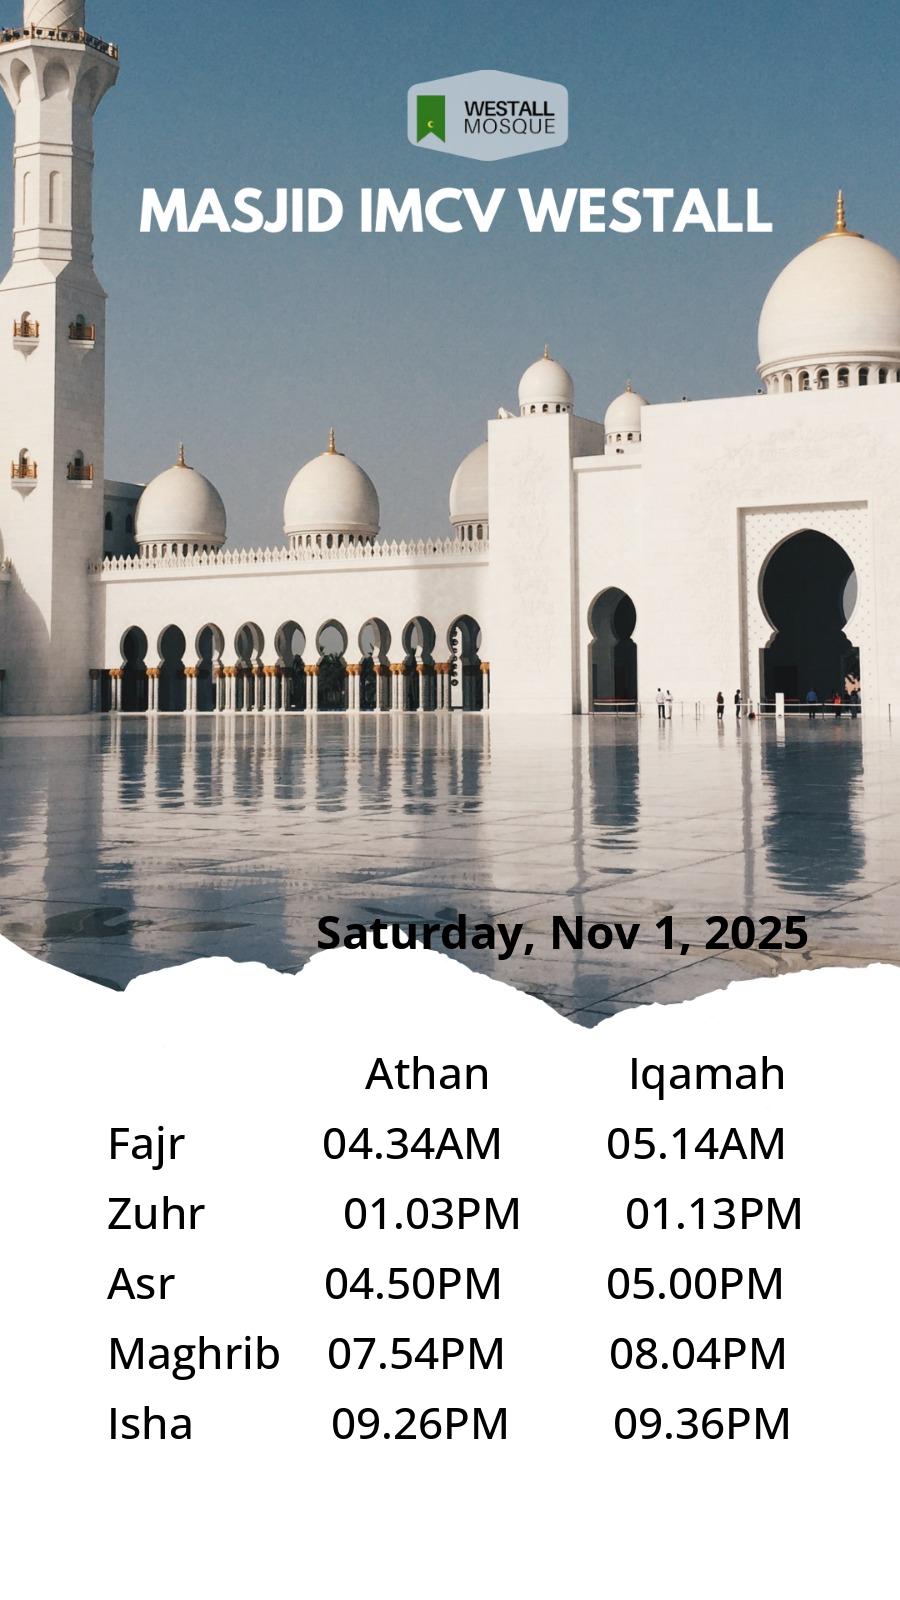 WESTALL
MOSQUE
MASJID IMCV WESTALL
Saturday, Nov 1, 2025
Athan Iqamah
Fajr 04.34AM 05.14AM
Zuhr 01.03PM 01.13PM
Asr 04.50PM 05.00PM
Maghrib 07.54PM 08.04PM
Isha 09.26PM 09.36PM